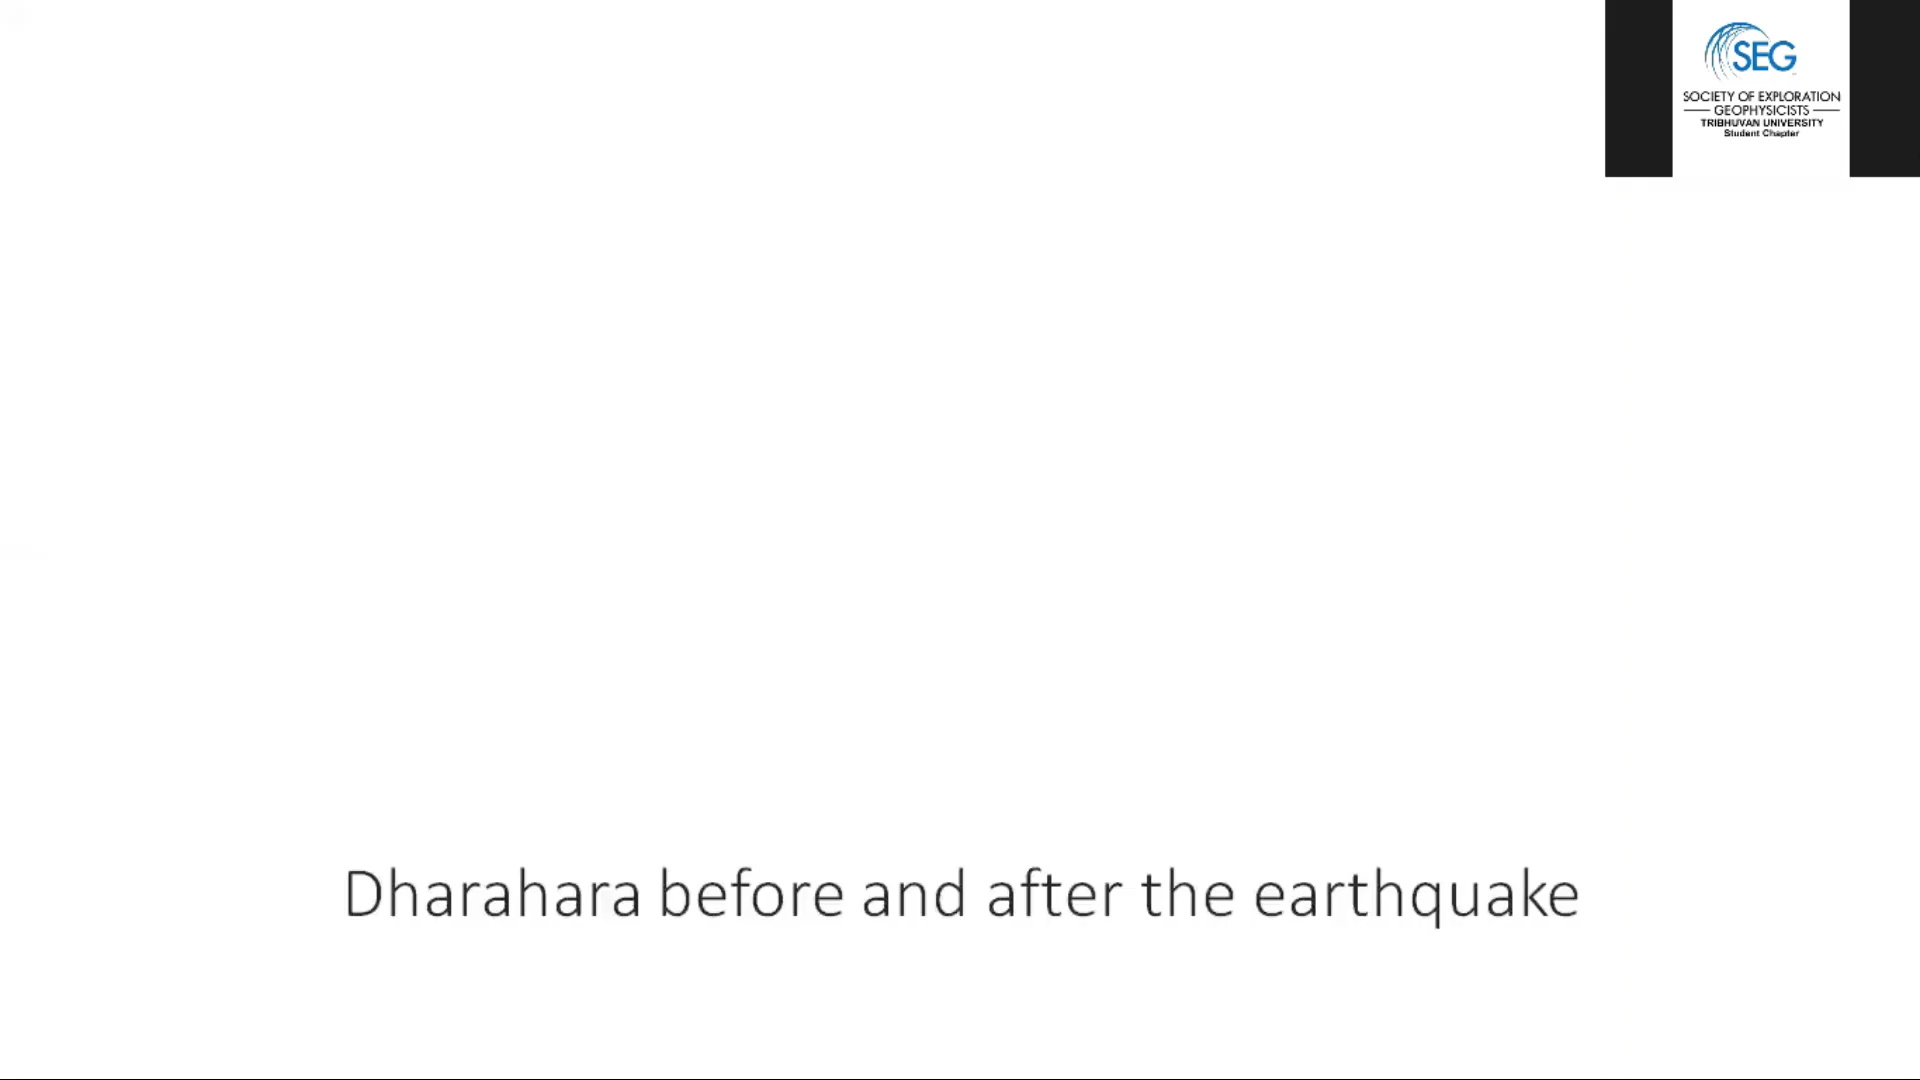 SEG
SOCIETY OF EXPLORATION
GEOPHYSICISTS
TRIBHUVAN UNIVERSITY
Student Chapter
Dharahara before and after the earthquake